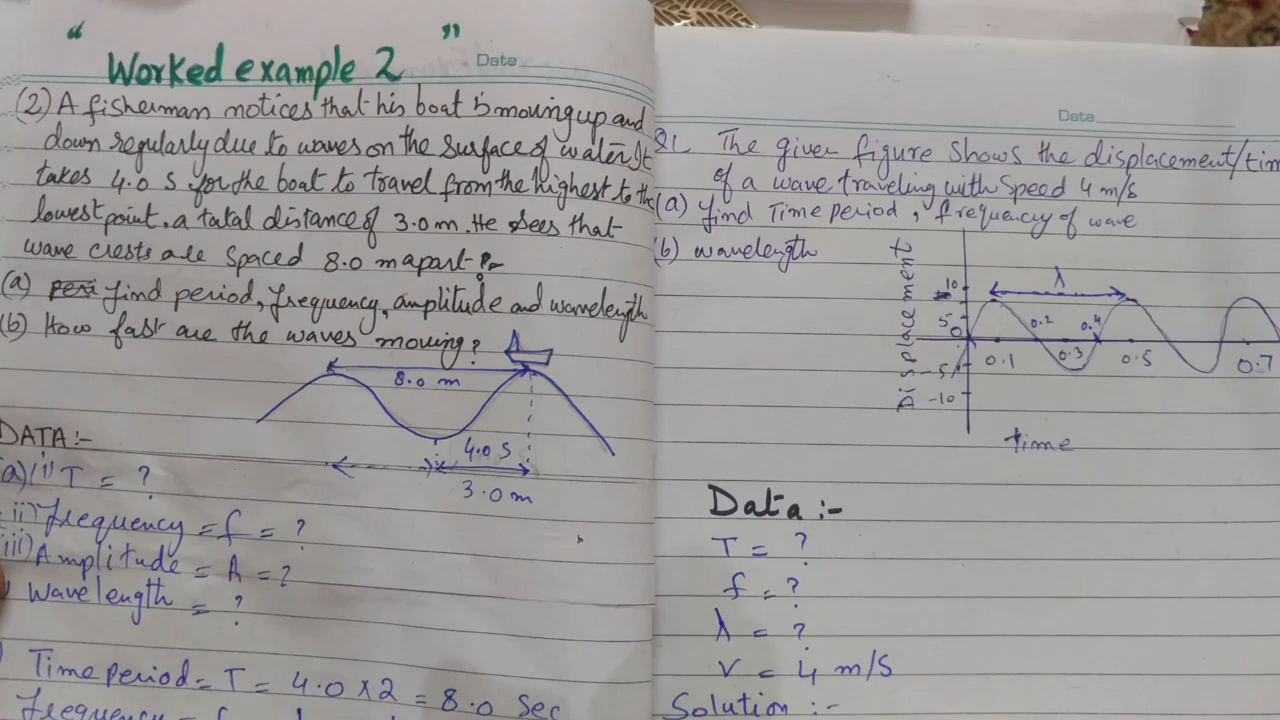 “ ”
Worked example 2
Date
(2) A fisherman notices that his boat is moving up and
down regularly due to waves on the surface of water. It
takes 4.0 s for the boat to travel from the highest to the
lowest point, a tatal distance of 3.0 m. He sees that
wave crests are spaced 8.0 m apart
(a) find period, frequency, amplitude and wavelength
(b) How fast are the waves moving?
8.0 m
4.0 S
3.0 m
DATA:-
(a)(i) T = ?
ii) frequency = f = ?
(iii) Amplitude = A = ?
Wavelength = ?
Time period = T = 4.0 x 2 = 8.0 Sec
frequency = f
Date
Q1. The given figure shows the displacement/tim
of a wave traveling with Speed 4 m/s
(a) find Time period, frequency of wave
(b) wavelength
Displacement
10
5
0
-5
-10
λ
0.1
0.2
0.3
0.4
0.5
0.7
time
Data :-
T = ?
f = ?
λ = ?
V = 4 m/S
Solution :-